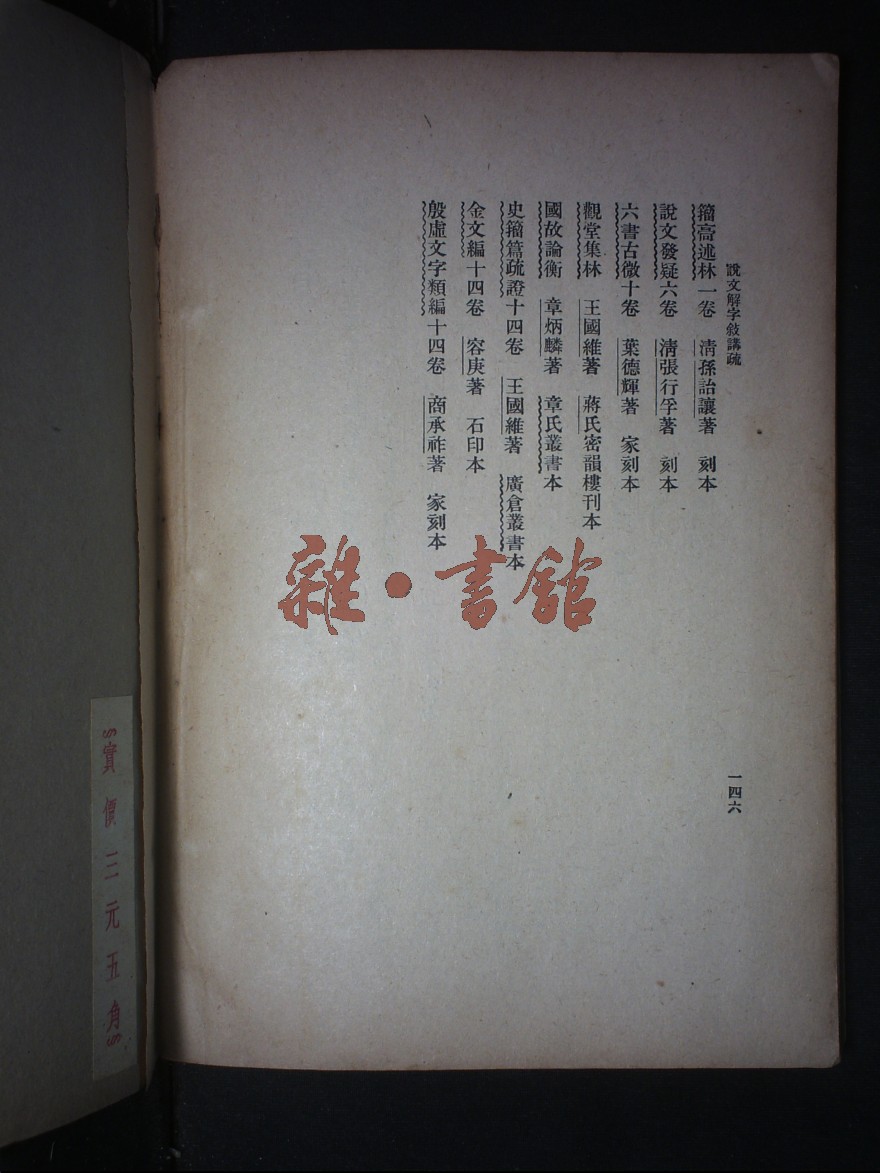 說文解字敍講疏
籀高述林一卷　清孫詒讓著　刻本
說文發疑六卷　清張行孚著　刻本
六書古微十卷　葉德輝著　家刻本
觀堂集林　王國維著　蔣氏密韻樓刊本
國故論衡　章炳麟著　章氏叢書本
史籀篇疏證十四卷　王國維著　廣倉叢書本
金文編十四卷　容庚著　石印本
殷虛文字類編十四卷　商承祚著　家刻本
一四六
雜·書館
實價三元五角